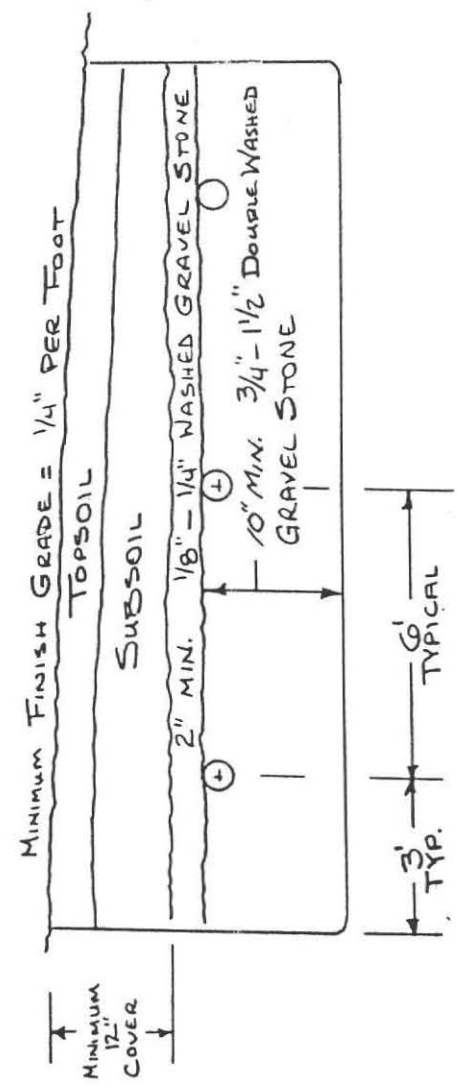 MINIMUM FINISH GRADE = 1/4" PER FOOT
TOPSOIL
SUBSOIL
2" MIN. 1/8" - 1/4" WASHED GRAVEL STONE
10" MIN. 3/4" - 1 1/2" DOUBLE WASHED
GRAVEL STONE
MINIMUM
12"
COVER
3'
TYP.
6'
TYPICAL